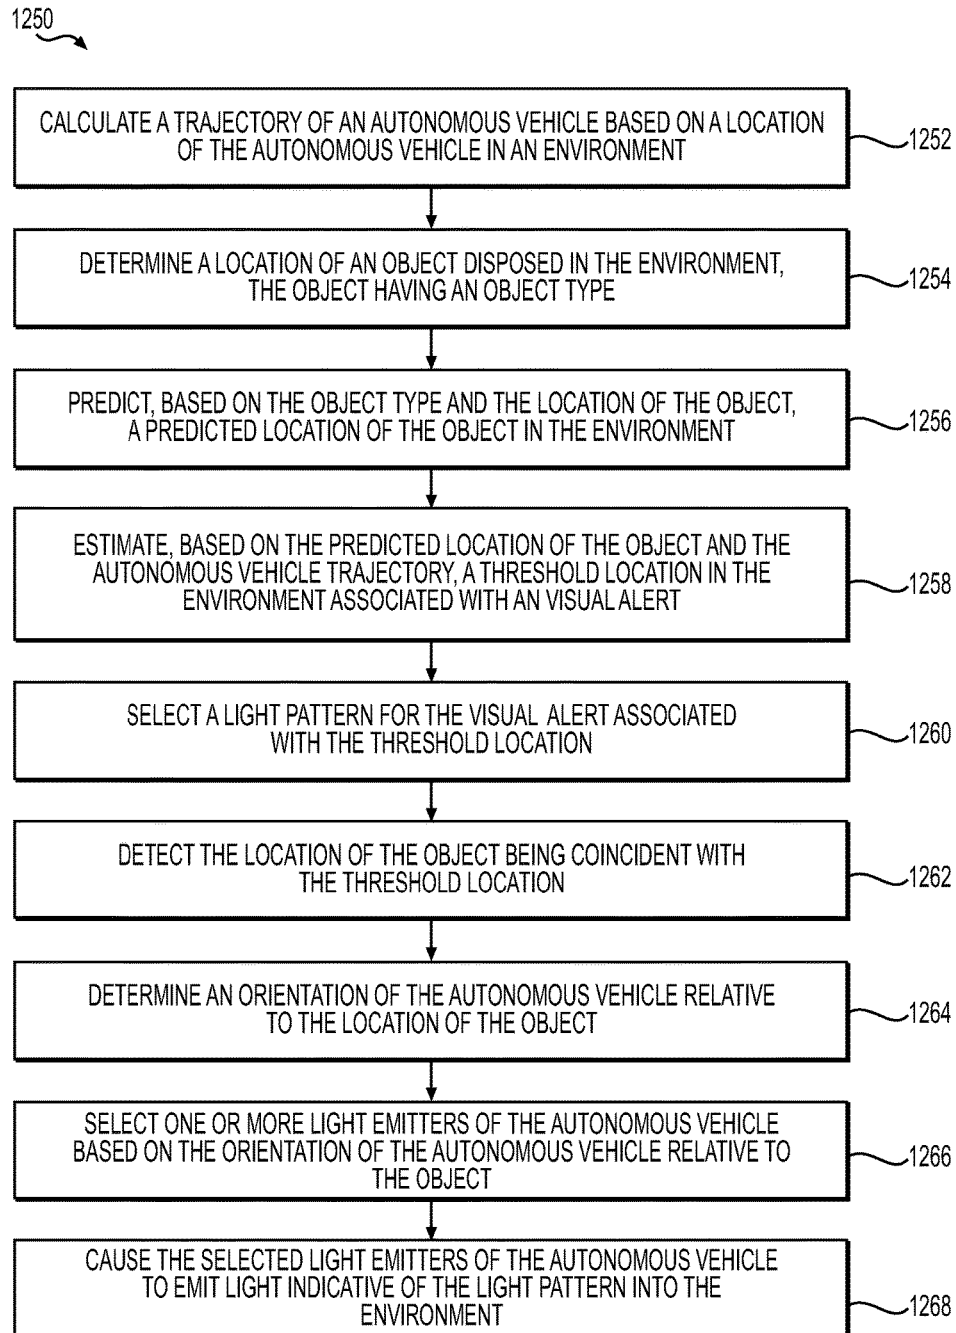 1250
CALCULATE A TRAJECTORY OF AN AUTONOMOUS VEHICLE BASED ON A LOCATION
OF THE AUTONOMOUS VEHICLE IN AN ENVIRONMENT
1252
DETERMINE A LOCATION OF AN OBJECT DISPOSED IN THE ENVIRONMENT,
THE OBJECT HAVING AN OBJECT TYPE
1254
PREDICT, BASED ON THE OBJECT TYPE AND THE LOCATION OF THE OBJECT,
A PREDICTED LOCATION OF THE OBJECT IN THE ENVIRONMENT
1256
ESTIMATE, BASED ON THE PREDICTED LOCATION OF THE OBJECT AND THE
AUTONOMOUS VEHICLE TRAJECTORY, A THRESHOLD LOCATION IN THE
ENVIRONMENT ASSOCIATED WITH AN VISUAL ALERT
1258
SELECT A LIGHT PATTERN FOR THE VISUAL ALERT ASSOCIATED
WITH THE THRESHOLD LOCATION
1260
DETECT THE LOCATION OF THE OBJECT BEING COINCIDENT WITH
THE THRESHOLD LOCATION
1262
DETERMINE AN ORIENTATION OF THE AUTONOMOUS VEHICLE RELATIVE
TO THE LOCATION OF THE OBJECT
1264
SELECT ONE OR MORE LIGHT EMITTERS OF THE AUTONOMOUS VEHICLE
BASED ON THE ORIENTATION OF THE AUTONOMOUS VEHICLE RELATIVE TO
THE OBJECT
1266
CAUSE THE SELECTED LIGHT EMITTERS OF THE AUTONOMOUS VEHICLE
TO EMIT LIGHT INDICATIVE OF THE LIGHT PATTERN INTO THE
ENVIRONMENT
1268